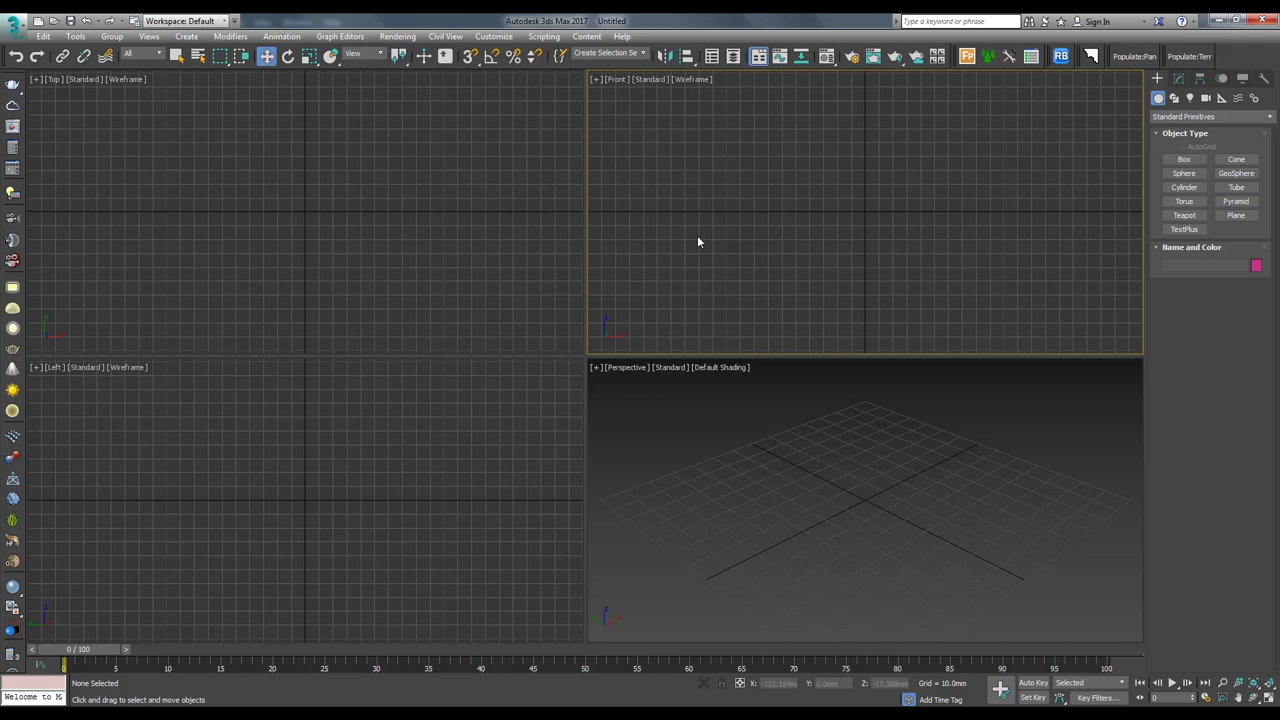 Workspace: Default
Autodesk 3ds Max 2017 Untitled
Type a keyword or phrase
Sign In
Edit Tools Group Views Create Modifiers Animation Graph Editors Rendering Civil View Customize Scripting Content Help
All
View
Create Selection Se
FP
RB
Populate:Pan
Populate:Terr
[+] [Top] [Standard] [Wireframe]
[+] [Front] [Standard] [Wireframe]
Standard Primitives
Object Type
AutoGrid
Box Cone
Sphere GeoSphere
Cylinder Tube
Torus Pyramid
Teapot Plane
TextPlus
Name and Color
[+] [Left] [Standard] [Wireframe]
[+] [Perspective] [Standard] [Default Shading]
0 / 100
0 5 10 15 20 25 30 35 40 45 50 55 60 65 70 75 80 85 90 95 100
None Selected
X: -121.154m Y: 0.0mm Z: -17.308mm Grid = 10.0mm
Auto Key Selected
Welcome to M
Click and drag to select and move objects
Add Time Tag
Set Key Key Filters... 0